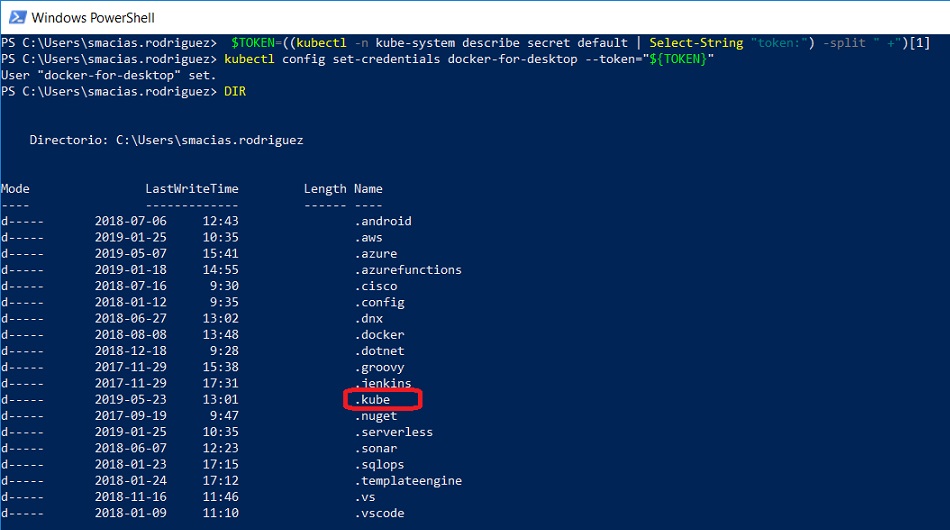 Windows PowerShell
PS C:\Users\smacias.rodriguez>  $TOKEN=((kubectl -n kube-system describe secret default | Select-String "token:") -split " +")[1]
PS C:\Users\smacias.rodriguez> kubectl config set-credentials docker-for-desktop --token="${TOKEN}"
User "docker-for-desktop" set.
PS C:\Users\smacias.rodriguez> DIR
Directorio: C:\Users\smacias.rodriguez
Mode LastWriteTime Length Name
---- ------------- ------ ----
d----- 2018-07-06 12:43 .android
d----- 2019-01-25 10:35 .aws
d----- 2019-05-07 15:41 .azure
d----- 2019-01-18 14:55 .azurefunctions
d----- 2018-07-16 9:30 .cisco
d----- 2018-01-12 9:35 .config
d----- 2018-06-27 13:02 .dnx
d----- 2018-08-08 13:48 .docker
d----- 2018-12-18 9:28 .dotnet
d----- 2017-11-29 15:38 .groovy
d----- 2017-11-29 17:31 .jenkins
d----- 2019-05-23 13:01 .kube
d----- 2017-09-19 9:47 .nuget
d----- 2019-01-25 10:35 .serverless
d----- 2018-06-07 12:23 .sonar
d----- 2018-01-23 17:15 .sqlops
d----- 2018-01-24 17:12 .templateengine
d----- 2018-11-16 11:46 .vs
d----- 2018-01-09 11:10 .vscode